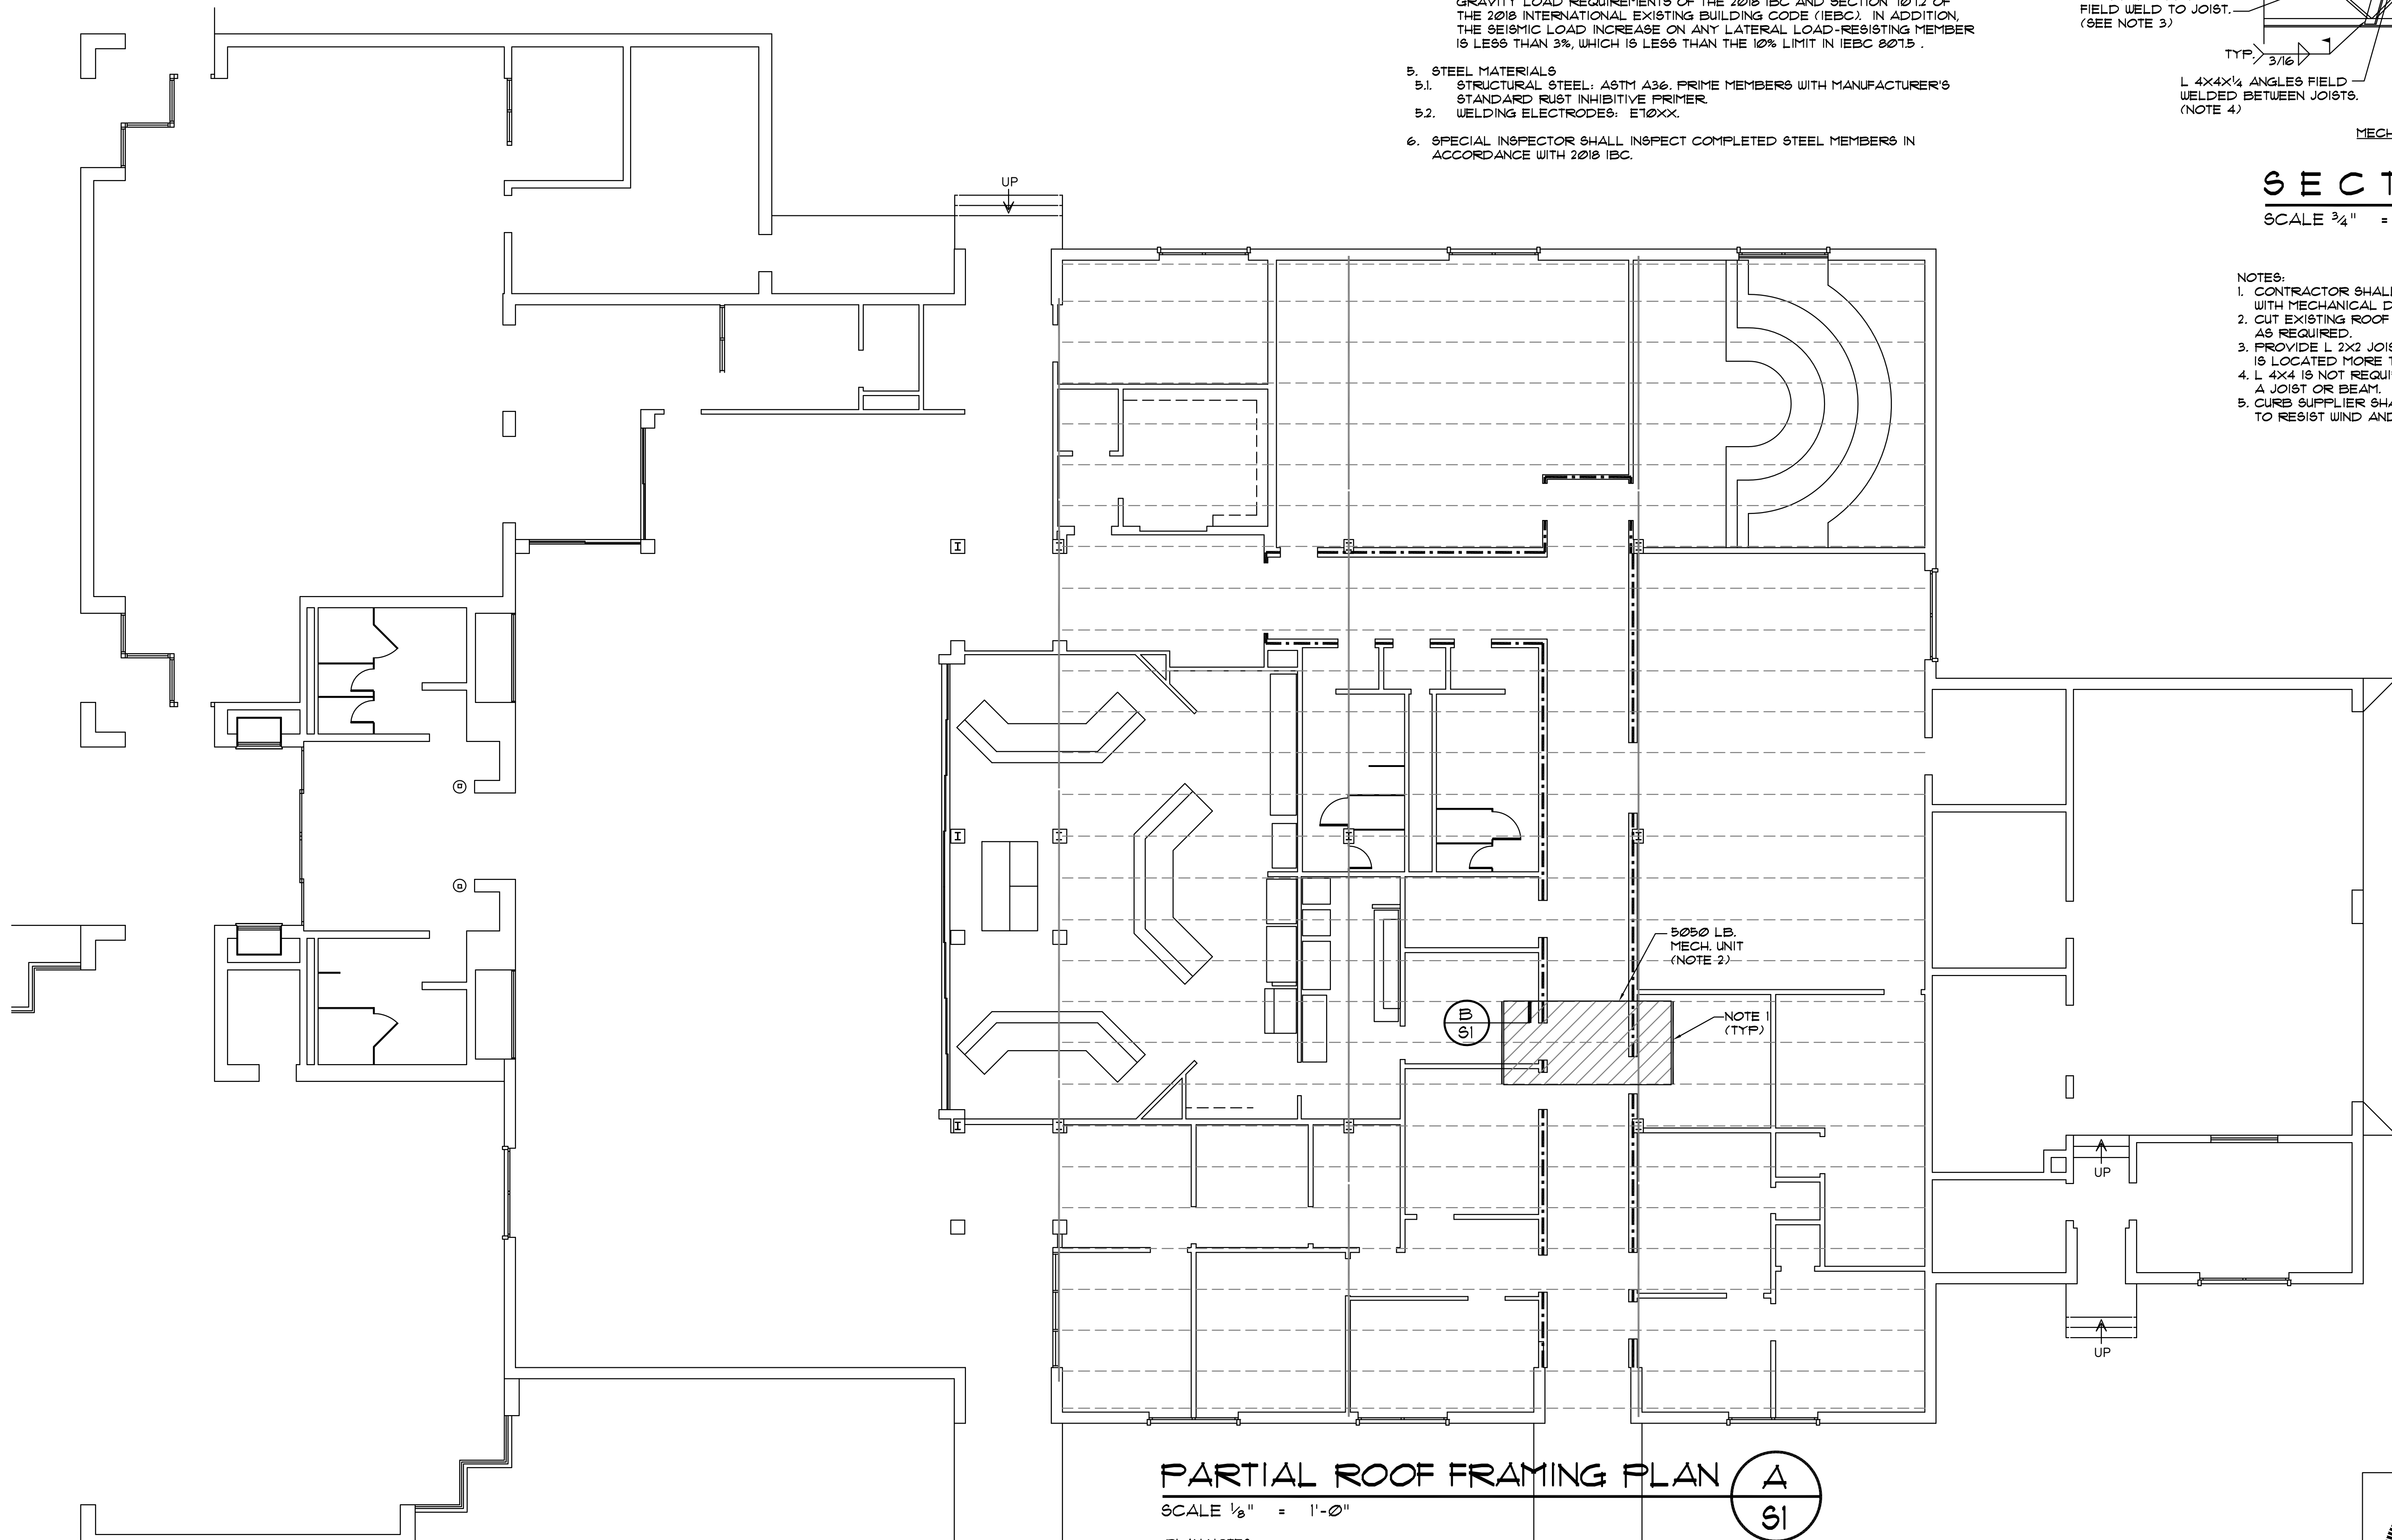 GRAVITY LOAD REQUIREMENTS OF THE 2018 IBC AND SECTION 107.2 OF
THE 2018 INTERNATIONAL EXISTING BUILDING CODE (IEBC). IN ADDITION,
THE SEISMIC LOAD INCREASE ON ANY LATERAL LOAD-RESISTING MEMBER
IS LESS THAN 3%, WHICH IS LESS THAN THE 10% LIMIT IN IEBC 807.5 .
5. STEEL MATERIALS
5.1. STRUCTURAL STEEL: ASTM A36. PRIME MEMBERS WITH MANUFACTURER'S
STANDARD RUST INHIBITIVE PRIMER.
5.2. WELDING ELECTRODES: E70XX.
6. SPECIAL INSPECTOR SHALL INSPECT COMPLETED STEEL MEMBERS IN
ACCORDANCE WITH 2018 IBC.
FIELD WELD TO JOIST.
(SEE NOTE 3)
TYP.
3/16
L 4X4X1/4 ANGLES FIELD
WELDED BETWEEN JOISTS.
(NOTE 4)
MECH
SECT
SCALE 3/4" =
NOTES:
1. CONTRACTOR SHALL
WITH MECHANICAL D
2. CUT EXISTING ROOF
AS REQUIRED.
3. PROVIDE L 2X2 JOIS
IS LOCATED MORE T
4. L 4X4 IS NOT REQUI
A JOIST OR BEAM.
5. CURB SUPPLIER SHA
TO RESIST WIND AND
UP
5050 LB.
MECH. UNIT
(NOTE 2)
B
S1
NOTE 1
(TYP.)
UP
UP
PARTIAL ROOF FRAMING PLAN
A
S1
SCALE 1/8" = 1'-0"